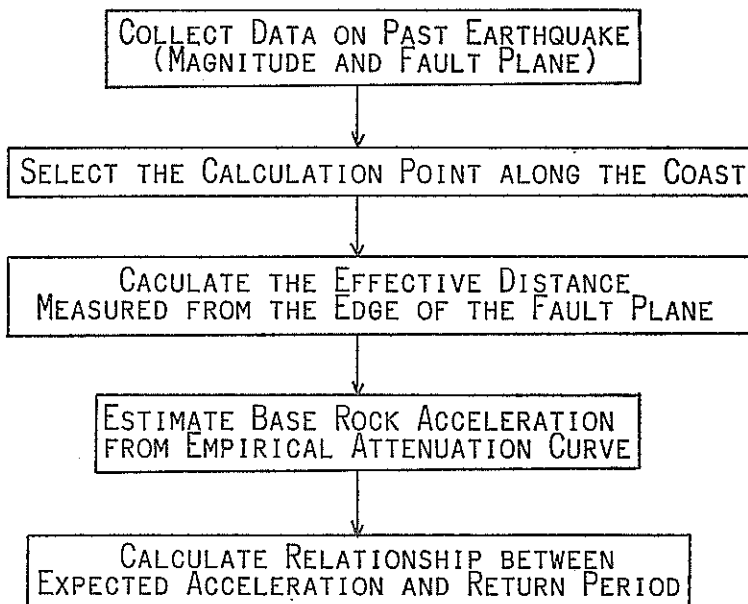 COLLECT DATA ON PAST EARTHQUAKE
(MAGNITUDE AND FAULT PLANE)
SELECT THE CALCULATION POINT ALONG THE COAST
CACULATE THE EFFECTIVE DISTANCE
MEASURED FROM THE EDGE OF THE FAULT PLANE
ESTIMATE BASE ROCK ACCELERATION
FROM EMPIRICAL ATTENUATION CURVE
CALCULATE RELATIONSHIP BETWEEN
EXPECTED ACCELERATION AND RETURN PERIOD